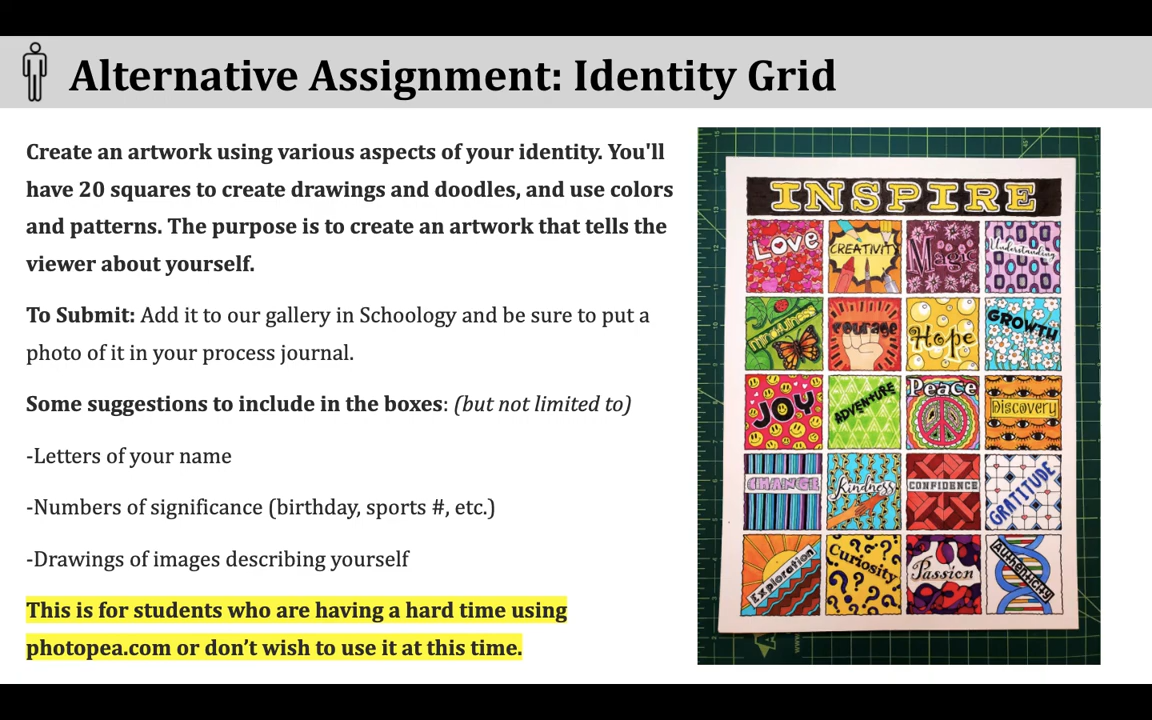 Alternative Assignment: Identity Grid
Create an artwork using various aspects of your identity. You'll
have 20 squares to create drawings and doodles, and use colors
and patterns. The purpose is to create an artwork that tells the
viewer about yourself.
To Submit: Add it to our gallery in Schoology and be sure to put a
photo of it in your process journal.
Some suggestions to include in the boxes: (but not limited to)
-Letters of your name
-Numbers of significance (birthday, sports #, etc.)
-Drawings of images describing yourself
This is for students who are having a hard time using
photopea.com or don’t wish to use it at this time.
INSPIRE
Love CREATIVITY Magic Understanding
mindfulness courage Hope GROWTH
JOY ADVENTURE Peace Discovery
CHANGE kindness CONFIDENCE GRATITUDE
Exploration Curiosity Passion AUTHENTICITY